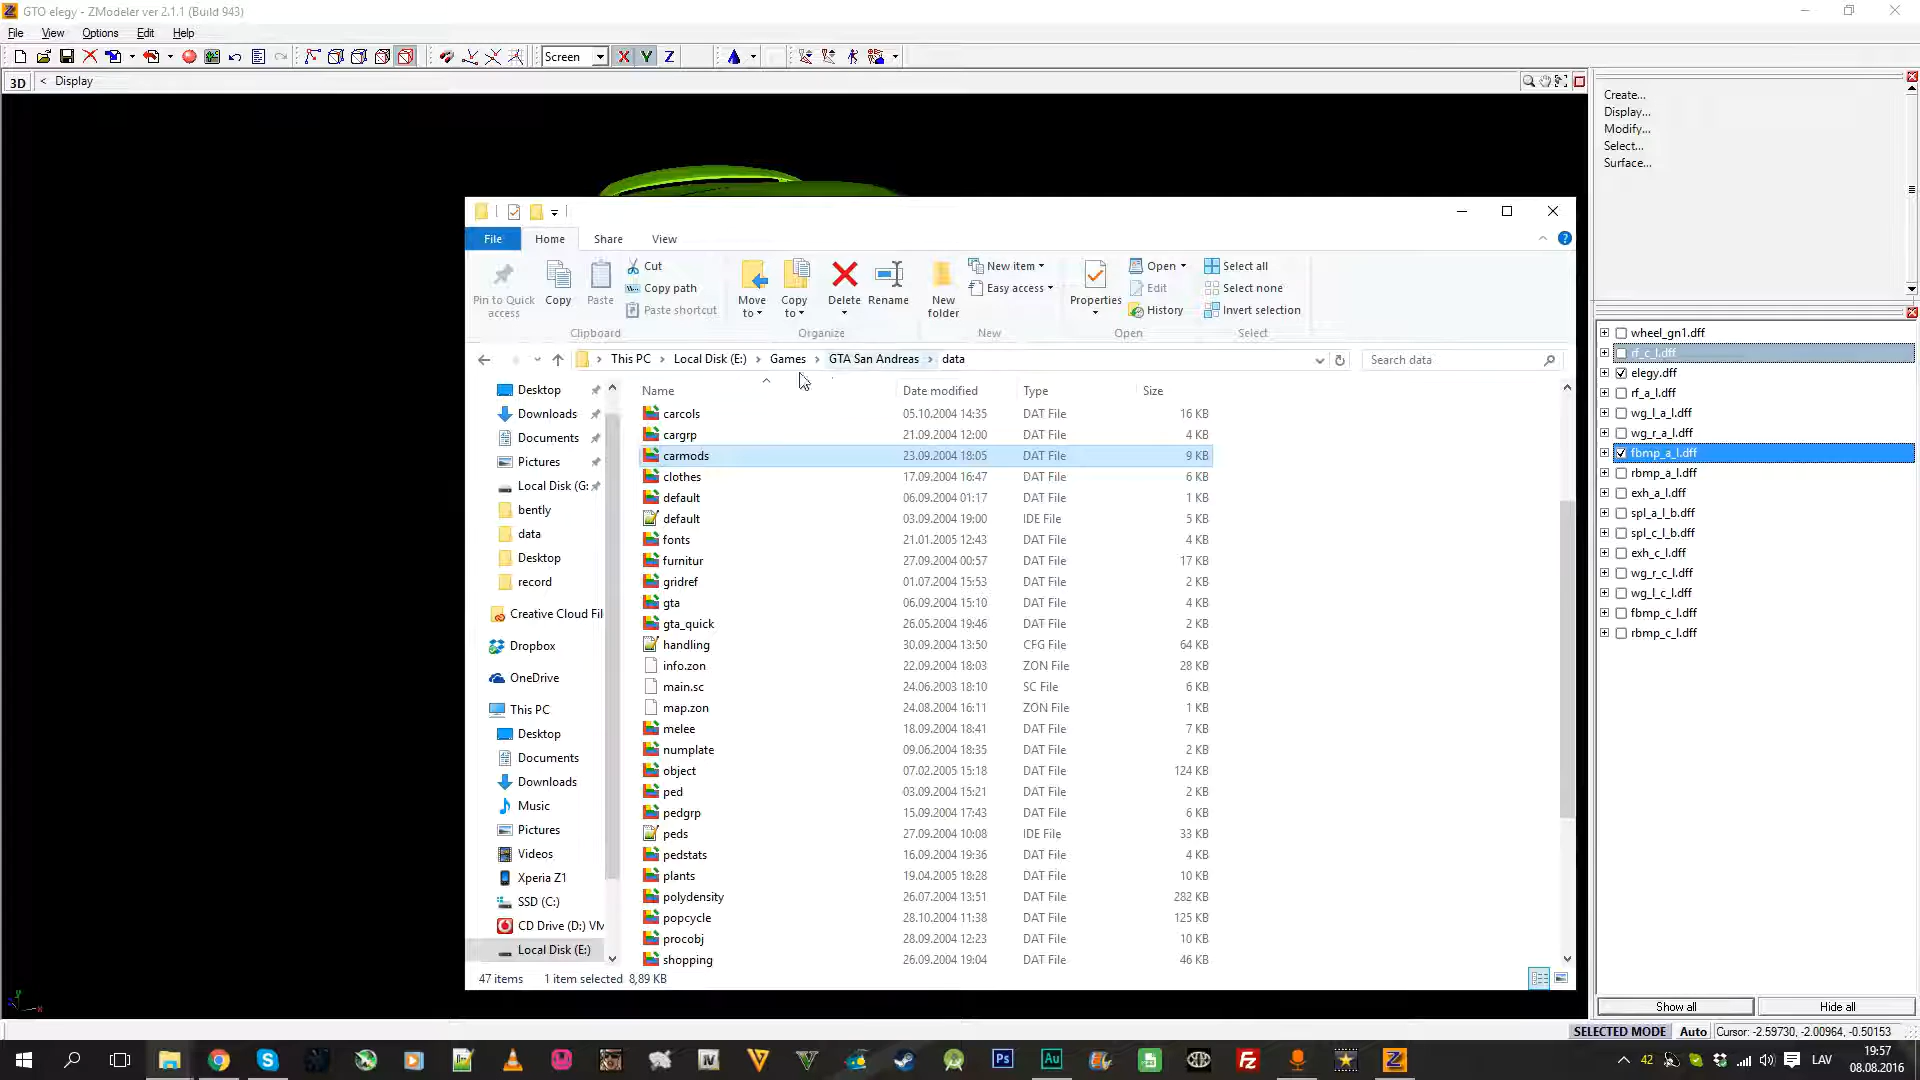 GTO elegy - ZModeler ver 2.1.1 (Build 943)
File View Options Edit Help
Screen X Y Z
3D < Display
Create...
Display...
Modify...
Select...
Surface...
File Home Share View
Pin to Quick access
Copy
Paste
Cut
Copy path
Paste shortcut
Clipboard
Move to
Copy to
Delete
Rename
Organize
New folder
New item
Easy access
New
Properties
Open
Edit
History
Open
Select all
Select none
Invert selection
Select
This PC > Local Disk (E:) > Games > GTA San Andreas > data
Search data
Desktop
Downloads
Documents
Pictures
Local Disk (G:
bently
data
Desktop
record
Creative Cloud Fil
Dropbox
OneDrive
This PC
Desktop
Documents
Downloads
Music
Pictures
Videos
Xperia Z1
SSD (C:)
CD Drive (D:) VM
Local Disk (E:)
Name Date modified Type Size
carcols 05.10.2004 14:35 DAT File 16 KB
cargrp 21.09.2004 12:00 DAT File 4 KB
carmods 23.09.2004 18:05 DAT File 9 KB
clothes 17.09.2004 16:47 DAT File 6 KB
default 06.09.2004 01:17 DAT File 1 KB
default 03.09.2004 19:00 IDE File 5 KB
fonts 21.01.2005 12:43 DAT File 4 KB
furnitur 27.09.2004 00:57 DAT File 17 KB
gridref 01.07.2004 15:53 DAT File 2 KB
gta 06.09.2004 15:10 DAT File 4 KB
gta_quick 26.05.2004 19:46 DAT File 2 KB
handling 30.09.2004 13:50 CFG File 64 KB
info.zon 22.09.2004 18:03 ZON File 28 KB
main.sc 24.06.2003 18:10 SC File 6 KB
map.zon 24.08.2004 16:11 ZON File 1 KB
melee 18.09.2004 18:41 DAT File 7 KB
numplate 09.06.2004 18:35 DAT File 2 KB
object 07.02.2005 15:18 DAT File 124 KB
ped 03.09.2004 15:21 DAT File 2 KB
pedgrp 15.09.2004 17:43 DAT File 6 KB
peds 27.09.2004 10:08 IDE File 33 KB
pedstats 16.09.2004 19:36 DAT File 4 KB
plants 19.04.2005 18:28 DAT File 10 KB
polydensity 26.07.2004 13:51 DAT File 282 KB
popcycle 28.10.2004 11:38 DAT File 125 KB
procobj 28.09.2004 12:23 DAT File 10 KB
shopping 26.09.2004 19:04 DAT File 46 KB
47 items 1 item selected 8,89 KB
wheel_gn1.dff
rf_c_l.dff
elegy.dff
rf_a_l.dff
wg_l_a_l.dff
wg_r_a_l.dff
fbmp_a_l.dff
rbmp_a_l.dff
exh_a_l.dff
spl_a_l_b.dff
spl_c_l_b.dff
exh_c_l.dff
wg_r_c_l.dff
wg_l_c_l.dff
fbmp_c_l.dff
rbmp_c_l.dff
Show all Hide all
SELECTED MODE Auto Cursor: -2.59730, -2.00964, -0.50153
42 LAV
19:57
08.08.2016